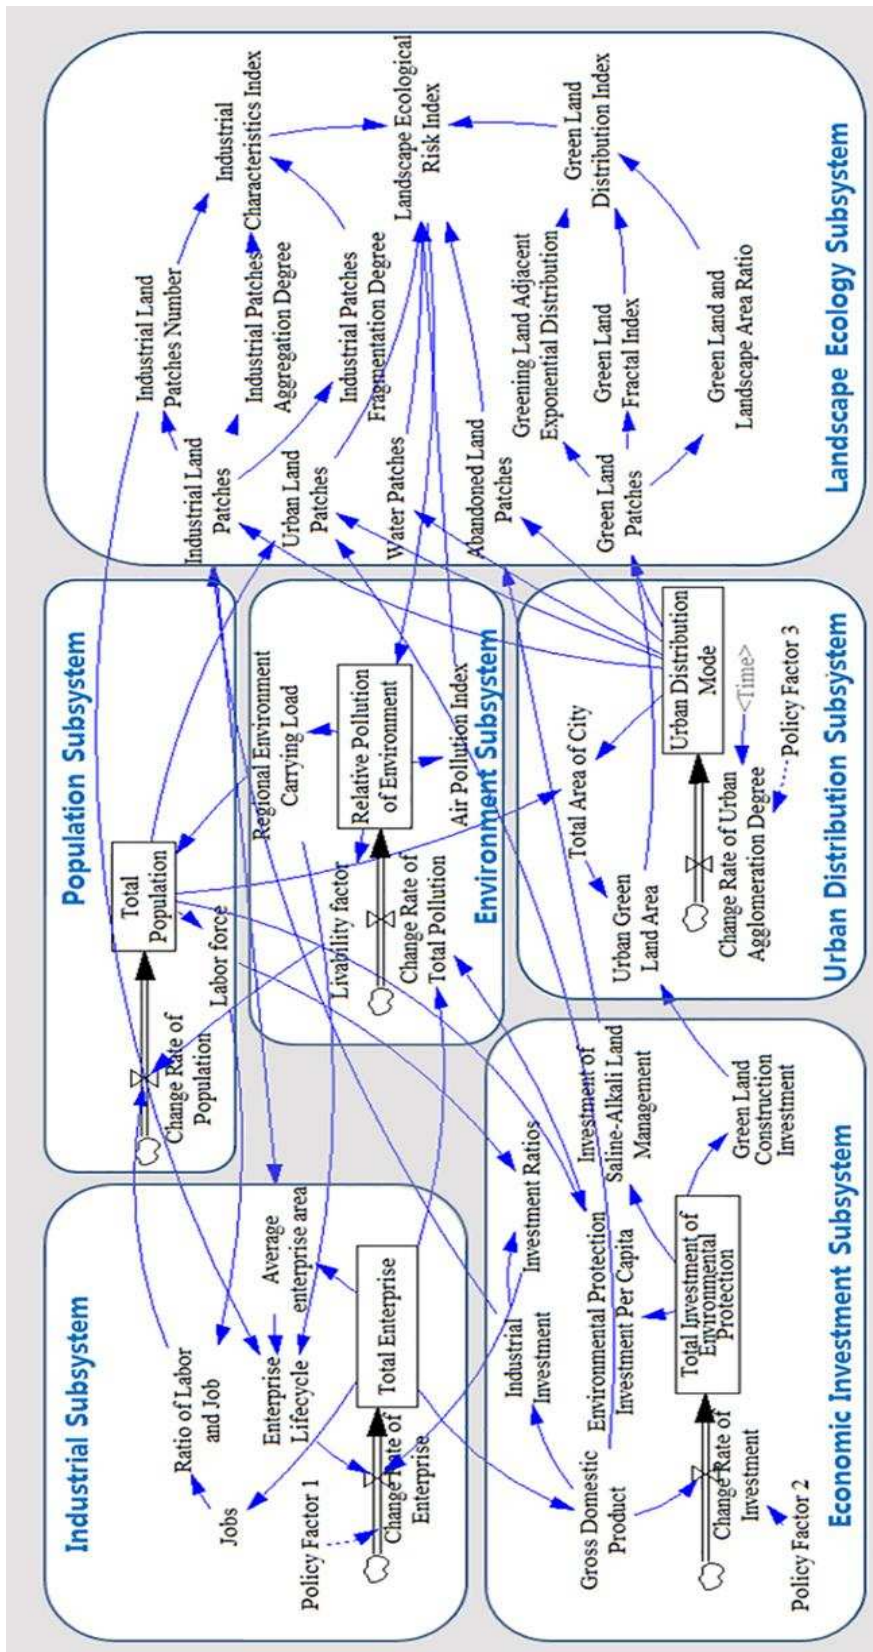 Industrial Subsystem
Ratio of Labor
and Job
Jobs
Enterprise
Lifecycle
Average
enterprise area
Policy Factor 1
Change Rate of
Enterprise
Total Enterprise
Population Subsystem
Total
Population
Change Rate of
Population
Labor force
Environment Subsystem
Regional Environment
Carrying Load
Livability factor
Relative Pollution
of Environment
Change Rate of
Total Pollution
Air Pollution Index
Economic Investment Subsystem
Investment Ratios
Industrial
Investment
Investment of
Saline-Alkali Land
Management
Environmental Protection
Investment Per Capita
Gross Domestic
Product
Total Investment of
Environmental
Protection
Green Land
Construction
Investment
Change Rate of
Investment
Policy Factor 2
Urban Distribution Subsystem
Total Area of City
Urban Green
Land Area
Urban Distribution
Mode
Change Rate of Urban
Agglomeration Degree
<Time>
Policy Factor 3
Landscape Ecology Subsystem
Industrial Land
Patches Number
Industrial
Characteristics Index
Industrial Land
Patches
Industrial Patches
Aggregation Degree
Industrial Patches
Fragmentation Degree
Urban Land
Patches
Landscape Ecological
Risk Index
Water Patches
Abandoned Land
Patches
Greening Land Adjacent
Exponential Distribution
Green Land
Distribution Index
Green Land
Patches
Green Land
Fractal Index
Green Land and
Landscape Area Ratio